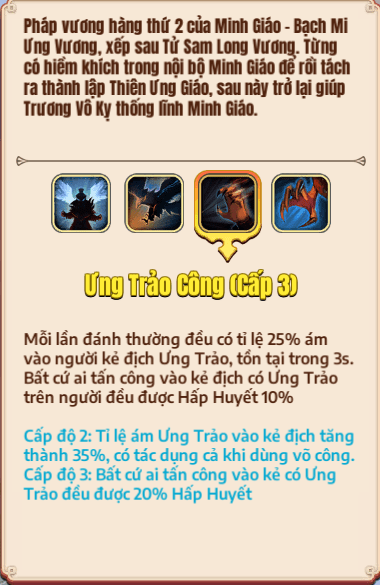 Pháp vương hàng thứ 2 của Minh Giáo - Bạch Mi
Ưng Vương, xếp sau Tử Sam Long Vương. Từng
có hiềm khích trong nội bộ Minh Giáo để rồi tách
ra thành lập Thiên Ưng Giáo, sau này trở lại giúp
Trương Vô Kỵ thống lĩnh Minh Giáo.
Ưng Trảo Công (Cấp 3)
Mỗi lần đánh thường đều có tỉ lệ 25% ám
vào người kẻ địch Ưng Trảo, tồn tại trong 3s.
Bất cứ ai tấn công vào kẻ địch có Ưng Trảo
trên người đều được Hấp Huyết 10%
Cấp độ 2: Tỉ lệ ám Ưng Trảo vào kẻ địch tăng
thành 35%, có tác dụng cả khi dùng võ công.
Cấp độ 3: Bất cứ ai tấn công vào kẻ có Ưng
Trảo đều được 20% Hấp Huyết